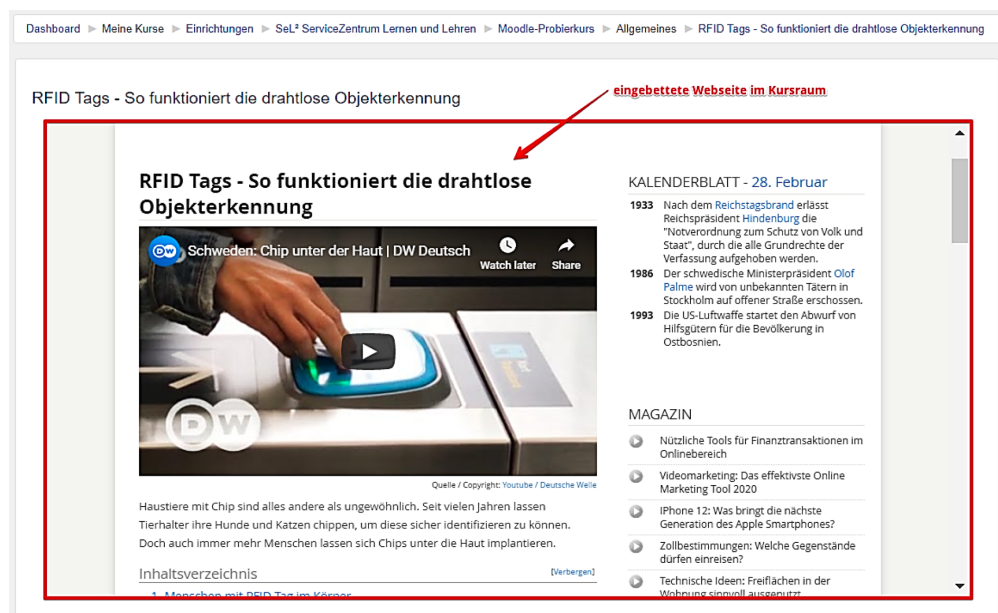 Dashboard ► Meine Kurse ► Einrichtungen ► SeL² ServiceZentrum Lernen und Lehren ► Moodle-Probierkurs ► Allgemeines ► RFID Tags - So funktioniert die drahtlose Objekterkennung
RFID Tags - So funktioniert die drahtlose Objekterkennung
eingebettete Webseite im Kursraum
RFID Tags - So funktioniert die drahtlose
Objekterkennung
DW Schweden: Chip unter der Haut | DW Deutsch
Watch later Share
DW
Quelle / Copyright: Youtube / Deutsche Welle
Haustiere mit Chip sind alles andere als ungewöhnlich. Seit vielen Jahren lassen
Tierhalter ihre Hunde und Katzen chippen, um diese sicher identifizieren zu können.
Doch auch immer mehr Menschen lassen sich Chips unter die Haut implantieren.
Inhaltsverzeichnis [Verbergen]
1. Menschen mit RFID Tag im Körper
KALENDERBLATT - 28. Februar
1933 Nach dem Reichstagsbrand erlässt
Reichspräsident Hindenburg die
"Notverordnung zum Schutz von Volk und
Staat", durch die alle Grundrechte der
Verfassung aufgehoben werden.
1986 Der schwedische Ministerpräsident Olof
Palme wird von unbekannten Tätern in
Stockholm auf offener Straße erschossen.
1993 Die US-Luftwaffe startet den Abwurf von
Hilfsgütern für die Bevölkerung in
Ostbosnien.
MAGAZIN
Nützliche Tools für Finanztransaktionen im
Onlinebereich
Videomarketing: Das effektivste Online
Marketing Tool 2020
IPhone 12: Was bringt die nächste
Generation des Apple Smartphones?
Zollbestimmungen: Welche Gegenstände
dürfen einreisen?
Technische Ideen: Freiflächen in der
Wohnung sinnvoll ausgenutzt